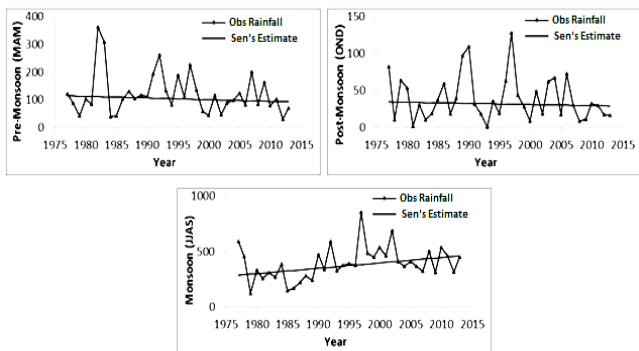 Pre-Monsoon (MAM)
400
300
200
100
0
Obs Rainfall
Sen's Estimate
1975 1980 1985 1990 1995 2000 2005 2010 2015
Year
Post-Monsoon (OND)
150
100
50
0
Obs Rainfall
Sen's Estimate
1975 1980 1985 1990 1995 2000 2005 2010 2015
Year
Monsoon (JJAS)
1000
500
0
Obs Rainfall
Sen's Estimate
1975 1980 1985 1990 1995 2000 2005 2010 2015
Year